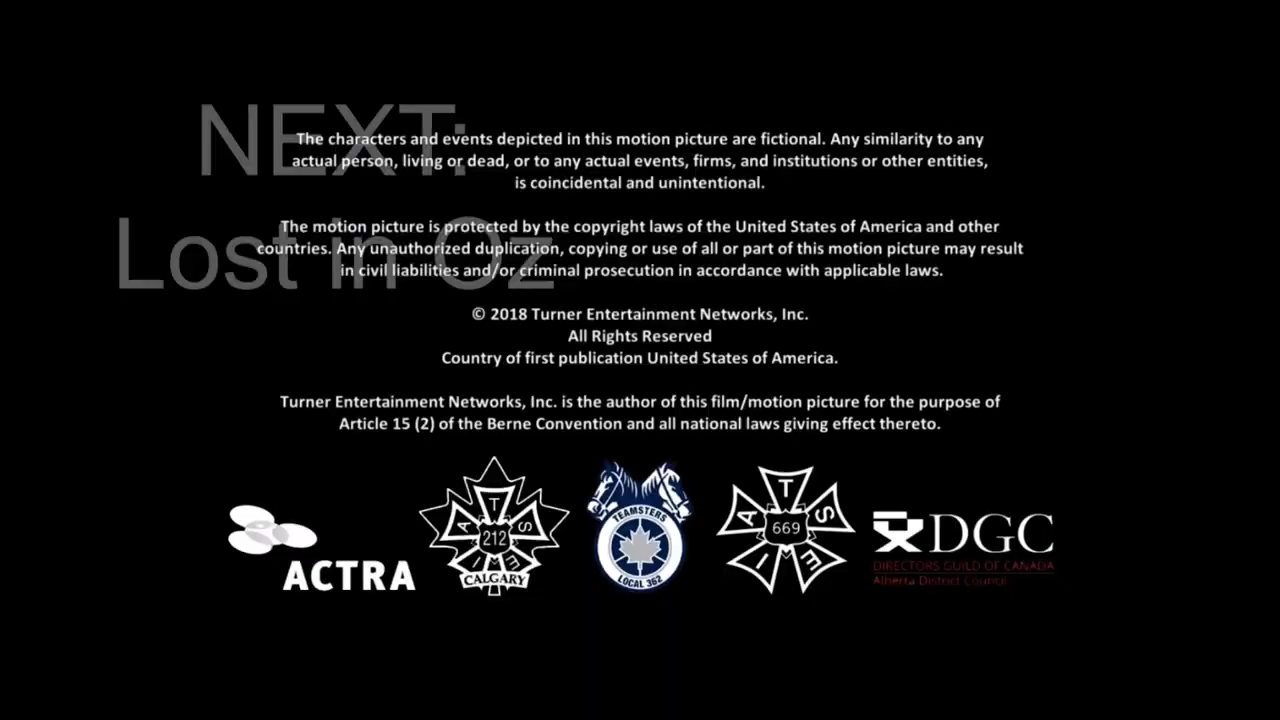 NEXT:
Lost in Oz
The characters and events depicted in this motion picture are fictional. Any similarity to any
actual person, living or dead, or to any actual events, firms, and institutions or other entities,
is coincidental and unintentional.
The motion picture is protected by the copyright laws of the United States of America and other
countries. Any unauthorized duplication, copying or use of all or part of this motion picture may result
in civil liabilities and/or criminal prosecution in accordance with applicable laws.
© 2018 Turner Entertainment Networks, Inc.
All Rights Reserved
Country of first publication United States of America.
Turner Entertainment Networks, Inc. is the author of this film/motion picture for the purpose of
Article 15 (2) of the Berne Convention and all national laws giving effect thereto.
ACTRA
IATSE
212
CALGARY
TEAMSTERS
LOCAL 362
IATSE
669
DGC
DIRECTORS GUILD OF CANADA
Alberta District Council